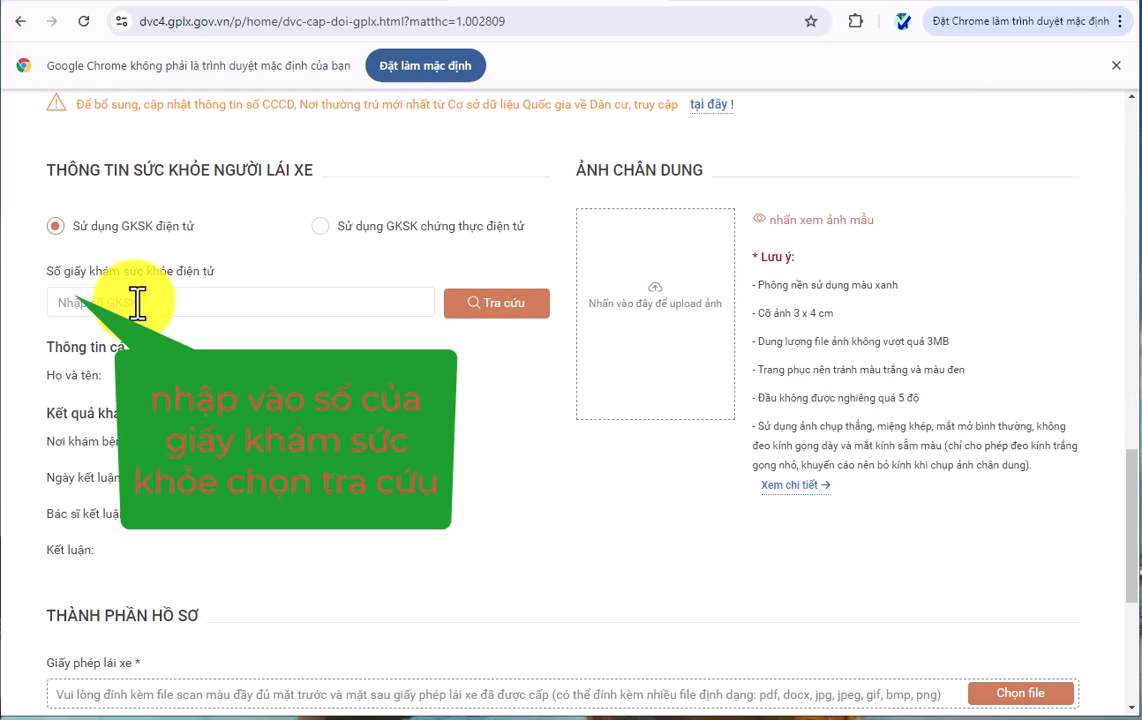 dvc4.gplx.gov.vn/p/home/dvc-cap-doi-gplx.html?matthc=1.002809
Đặt Chrome làm trình duyệt mặc định
Google Chrome không phải là trình duyệt mặc định của bạn
Đặt làm mặc định
Để bổ sung, cập nhật thông tin số CCCD, Nơi thường trú mới nhất từ Cơ sở dữ liệu Quốc gia về Dân cư, truy cập tại đây !
THÔNG TIN SỨC KHỎE NGƯỜI LÁI XE
Sử dụng GKSK điện tử
Sử dụng GKSK chứng thực điện tử
Số giấy khám sức khỏe điện tử
Nhập số GKSK
Tra cứu
Thông tin
Họ và tên:
Kết quả
Nơi khám
Ngày kết luận
Bác sĩ kết luận
Kết luận:
nhập vào số của
giấy khám sức
khỏe chọn tra cứu
ẢNH CHÂN DUNG
Nhấn vào đây để upload ảnh
nhấn xem ảnh mẫu
* Lưu ý:
- Phông nền sử dụng màu xanh
- Cỡ ảnh 3 x 4 cm
- Dung lượng file ảnh không vượt quá 3MB
- Trang phục nên tránh màu trắng và màu đen
- Đầu không được nghiêng quá 5 độ
- Sử dụng ảnh chụp thẳng, miệng khép, mắt mở bình thường, không
đeo kính gọng dày và mắt kính sẫm màu (chỉ cho phép đeo kính trắng
gọng nhỏ, khuyến cáo nên bỏ kính khi chụp ảnh chân dung).
Xem chi tiết →
THÀNH PHẦN HỒ SƠ
Giấy phép lái xe *
Vui lòng đính kèm file scan màu đầy đủ mặt trước và mặt sau giấy phép lái xe đã được cấp (có thể đính kèm nhiều file định dạng: pdf, docx, jpg, jpeg, gif, bmp, png)
Chọn file